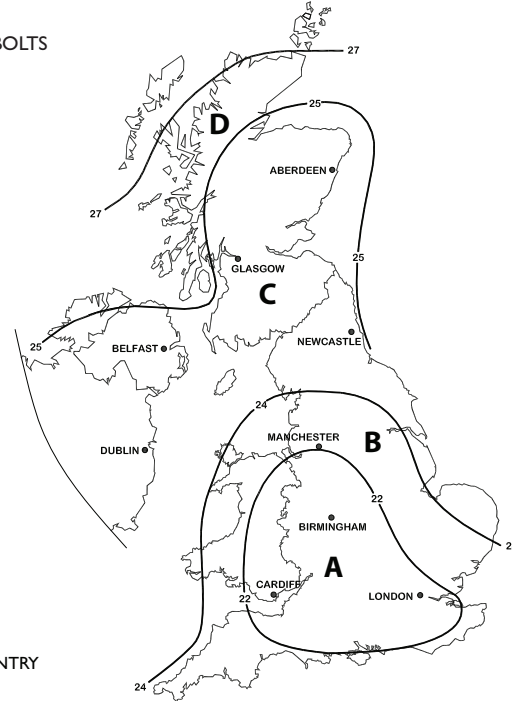 BOLTS
27
D
25
ABERDEEN
27
25
GLASGOW
C
25
BELFAST
NEWCASTLE
24
MANCHESTER
B
DUBLIN
22
BIRMINGHAM
2
A
CARDIFF
22
LONDON
NTRY
24